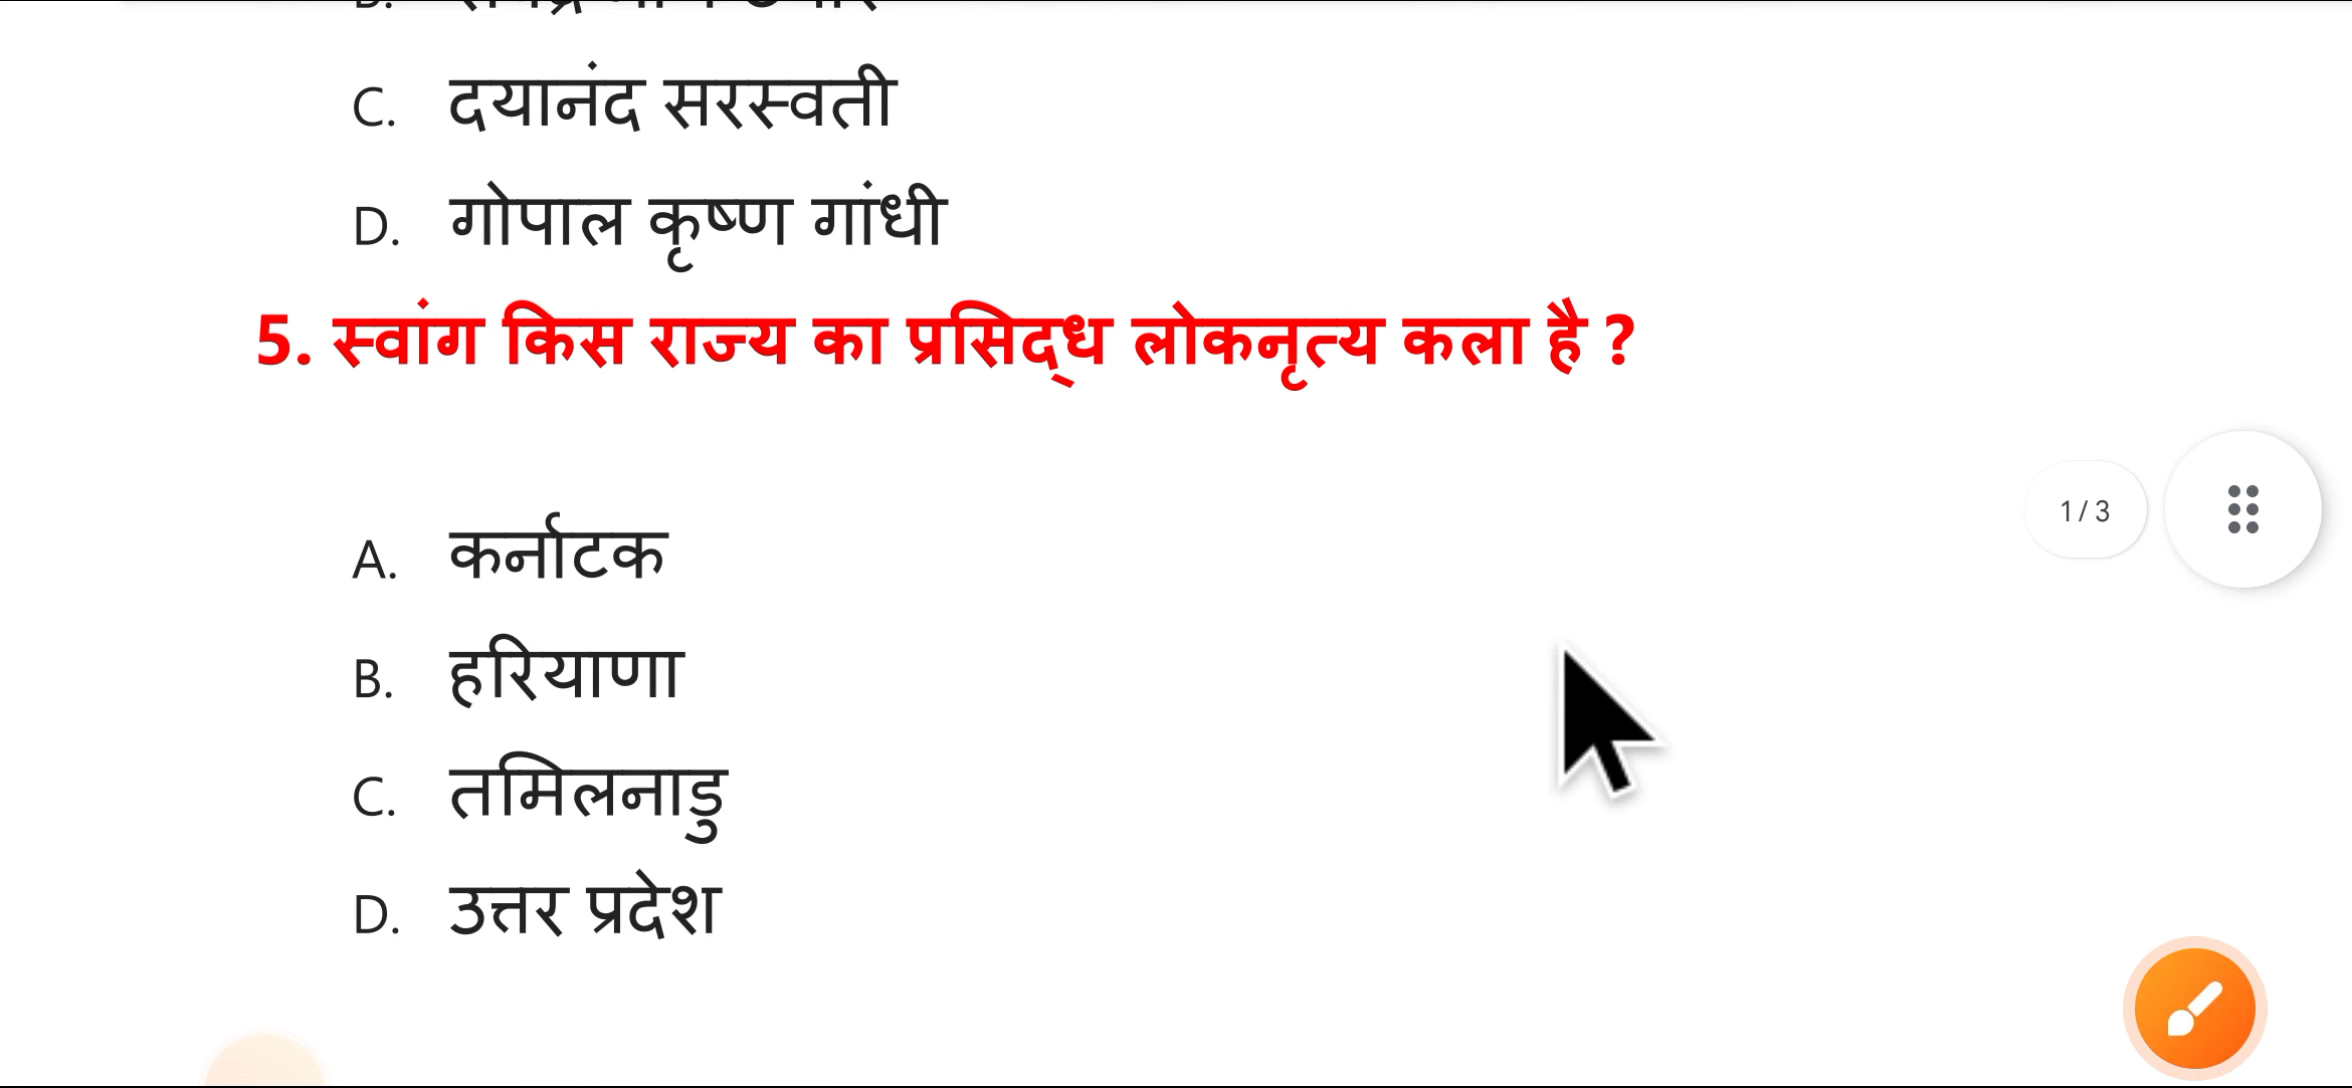 C. दयानंद सरस्वती
D. गोपाल कृष्ण गांधी
5. स्वांग किस राज्य का प्रसिद्ध लोकनृत्य कला है ?
1 / 3
A. कर्नाटक
B. हरियाणा
C. तमिलनाडु
D. उत्तर प्रदेश